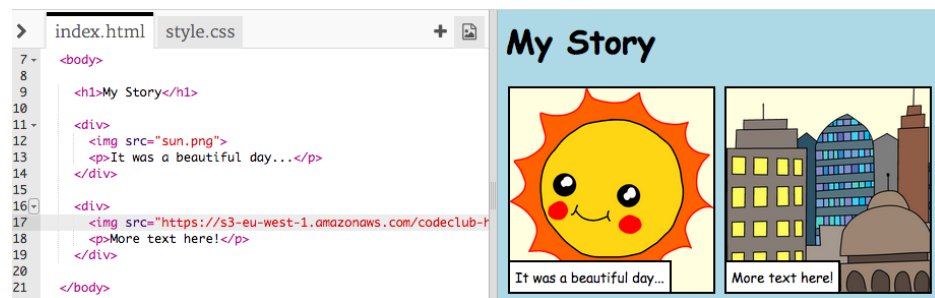 index.html style.css
7 <body>
8
9 <h1>My Story</h1>
10
11 <div>
12 <img src="sun.png">
13 <p>It was a beautiful day...</p>
14 </div>
15
16 <div>
17 <img src="https://s3-eu-west-1.amazonaws.com/codeclub-h
18 <p>More text here!</p>
19 </div>
20
21 </body>
My Story
It was a beautiful day...
More text here!